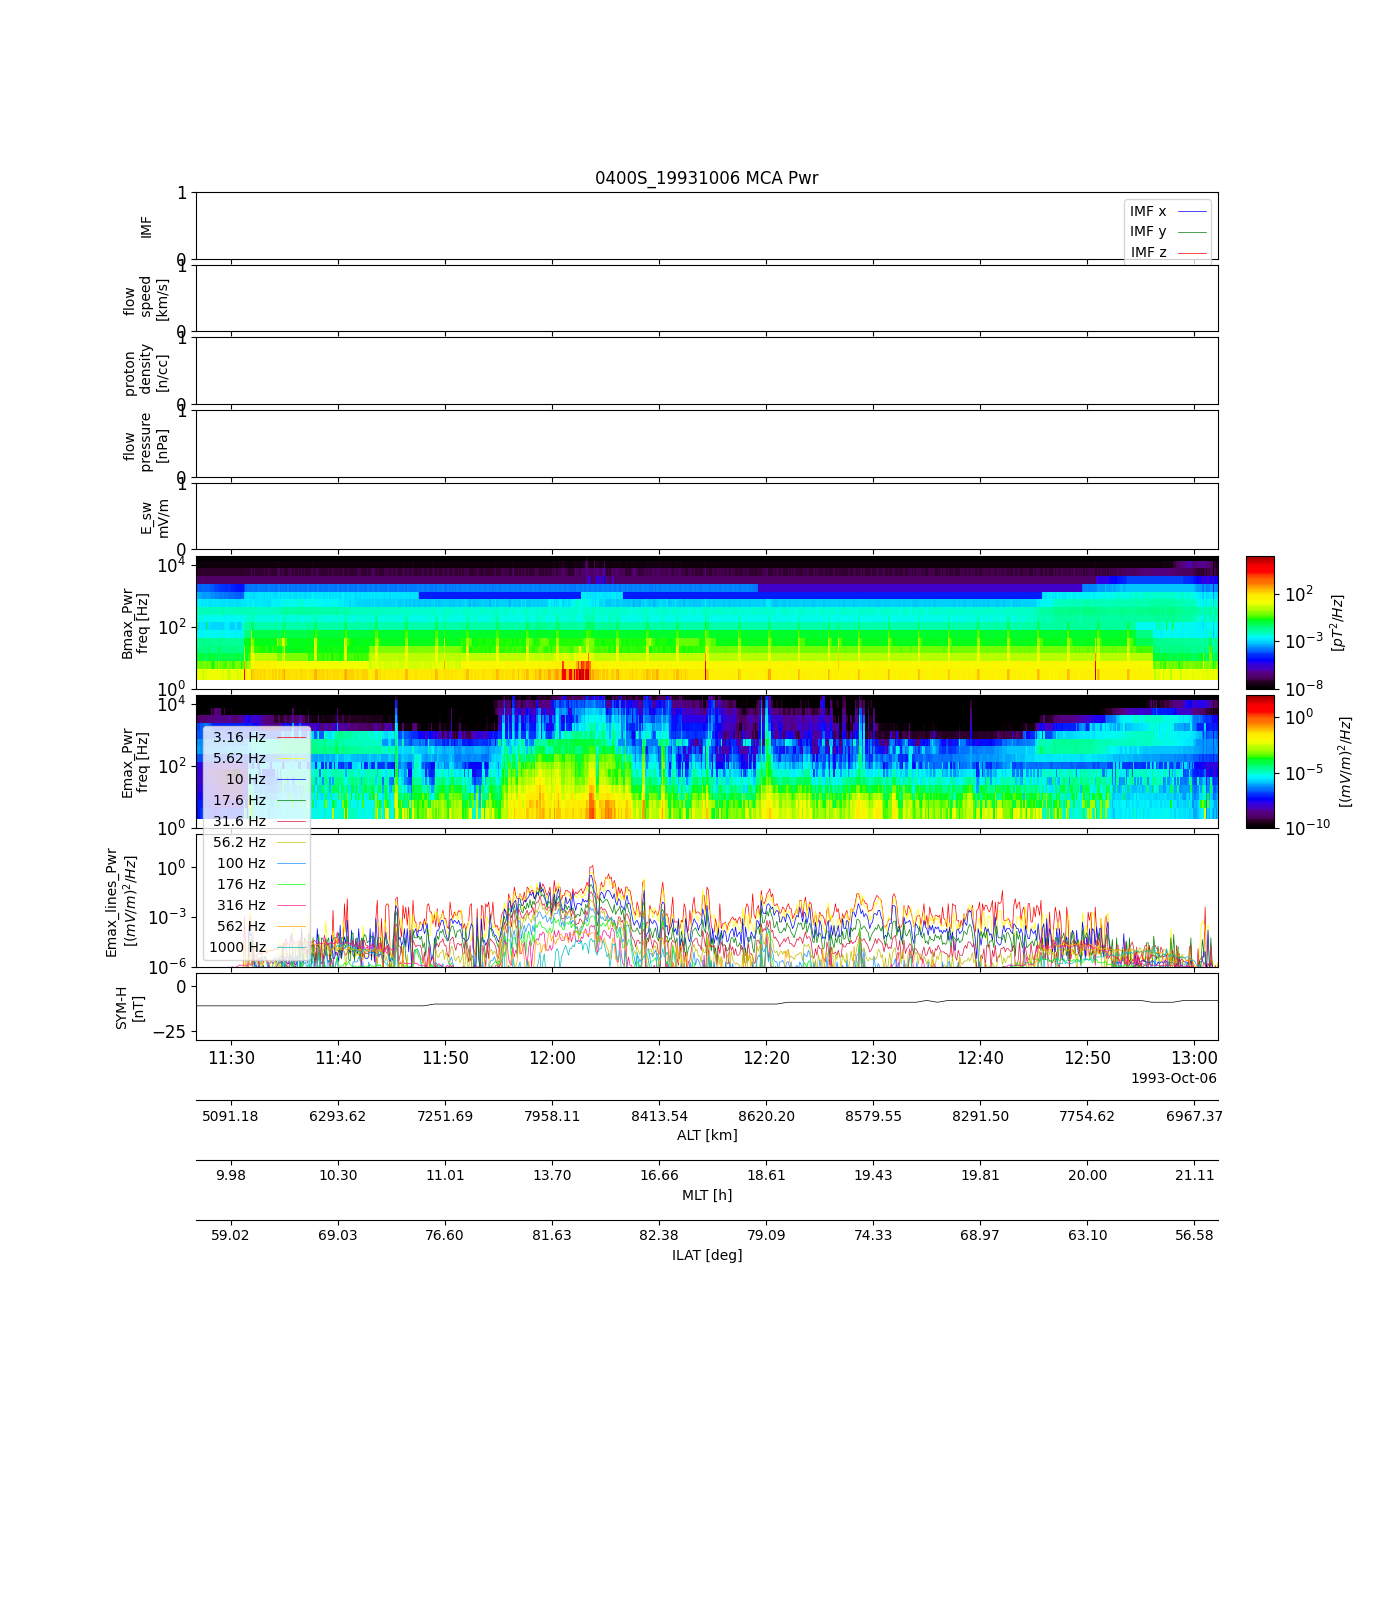 0400S_19931006 MCA Pwr
1
0
IMF
IMF x
IMF y
IMF z
1
0
flow
speed
[km/s]
1
0
proton
density
[n/cc]
1
0
flow
pressure
[nPa]
1
0
E_sw
mV/m
10^4
10^2
10^0
Bmax_Pwr
freq [Hz]
10^2
10^-3
10^-8
[pT^2/Hz]
10^4
10^2
10^0
Emax_Pwr
freq [Hz]
10^0
10^-5
10^-10
[(mV/m)^2/Hz]
3.16 Hz
5.62 Hz
10 Hz
17.6 Hz
31.6 Hz
56.2 Hz
100 Hz
176 Hz
316 Hz
562 Hz
1000 Hz
10^0
10^-3
10^-6
Emax_lines_Pwr
[(mV/m)^2/Hz]
0
−25
SYM-H
[nT]
11:30 11:40 11:50 12:00 12:10 12:20 12:30 12:40 12:50 13:00
1993-Oct-06
5091.18 6293.62 7251.69 7958.11 8413.54 8620.20 8579.55 8291.50 7754.62 6967.37
ALT [km]
9.98 10.30 11.01 13.70 16.66 18.61 19.43 19.81 20.00 21.11
MLT [h]
59.02 69.03 76.60 81.63 82.38 79.09 74.33 68.97 63.10 56.58
ILAT [deg]